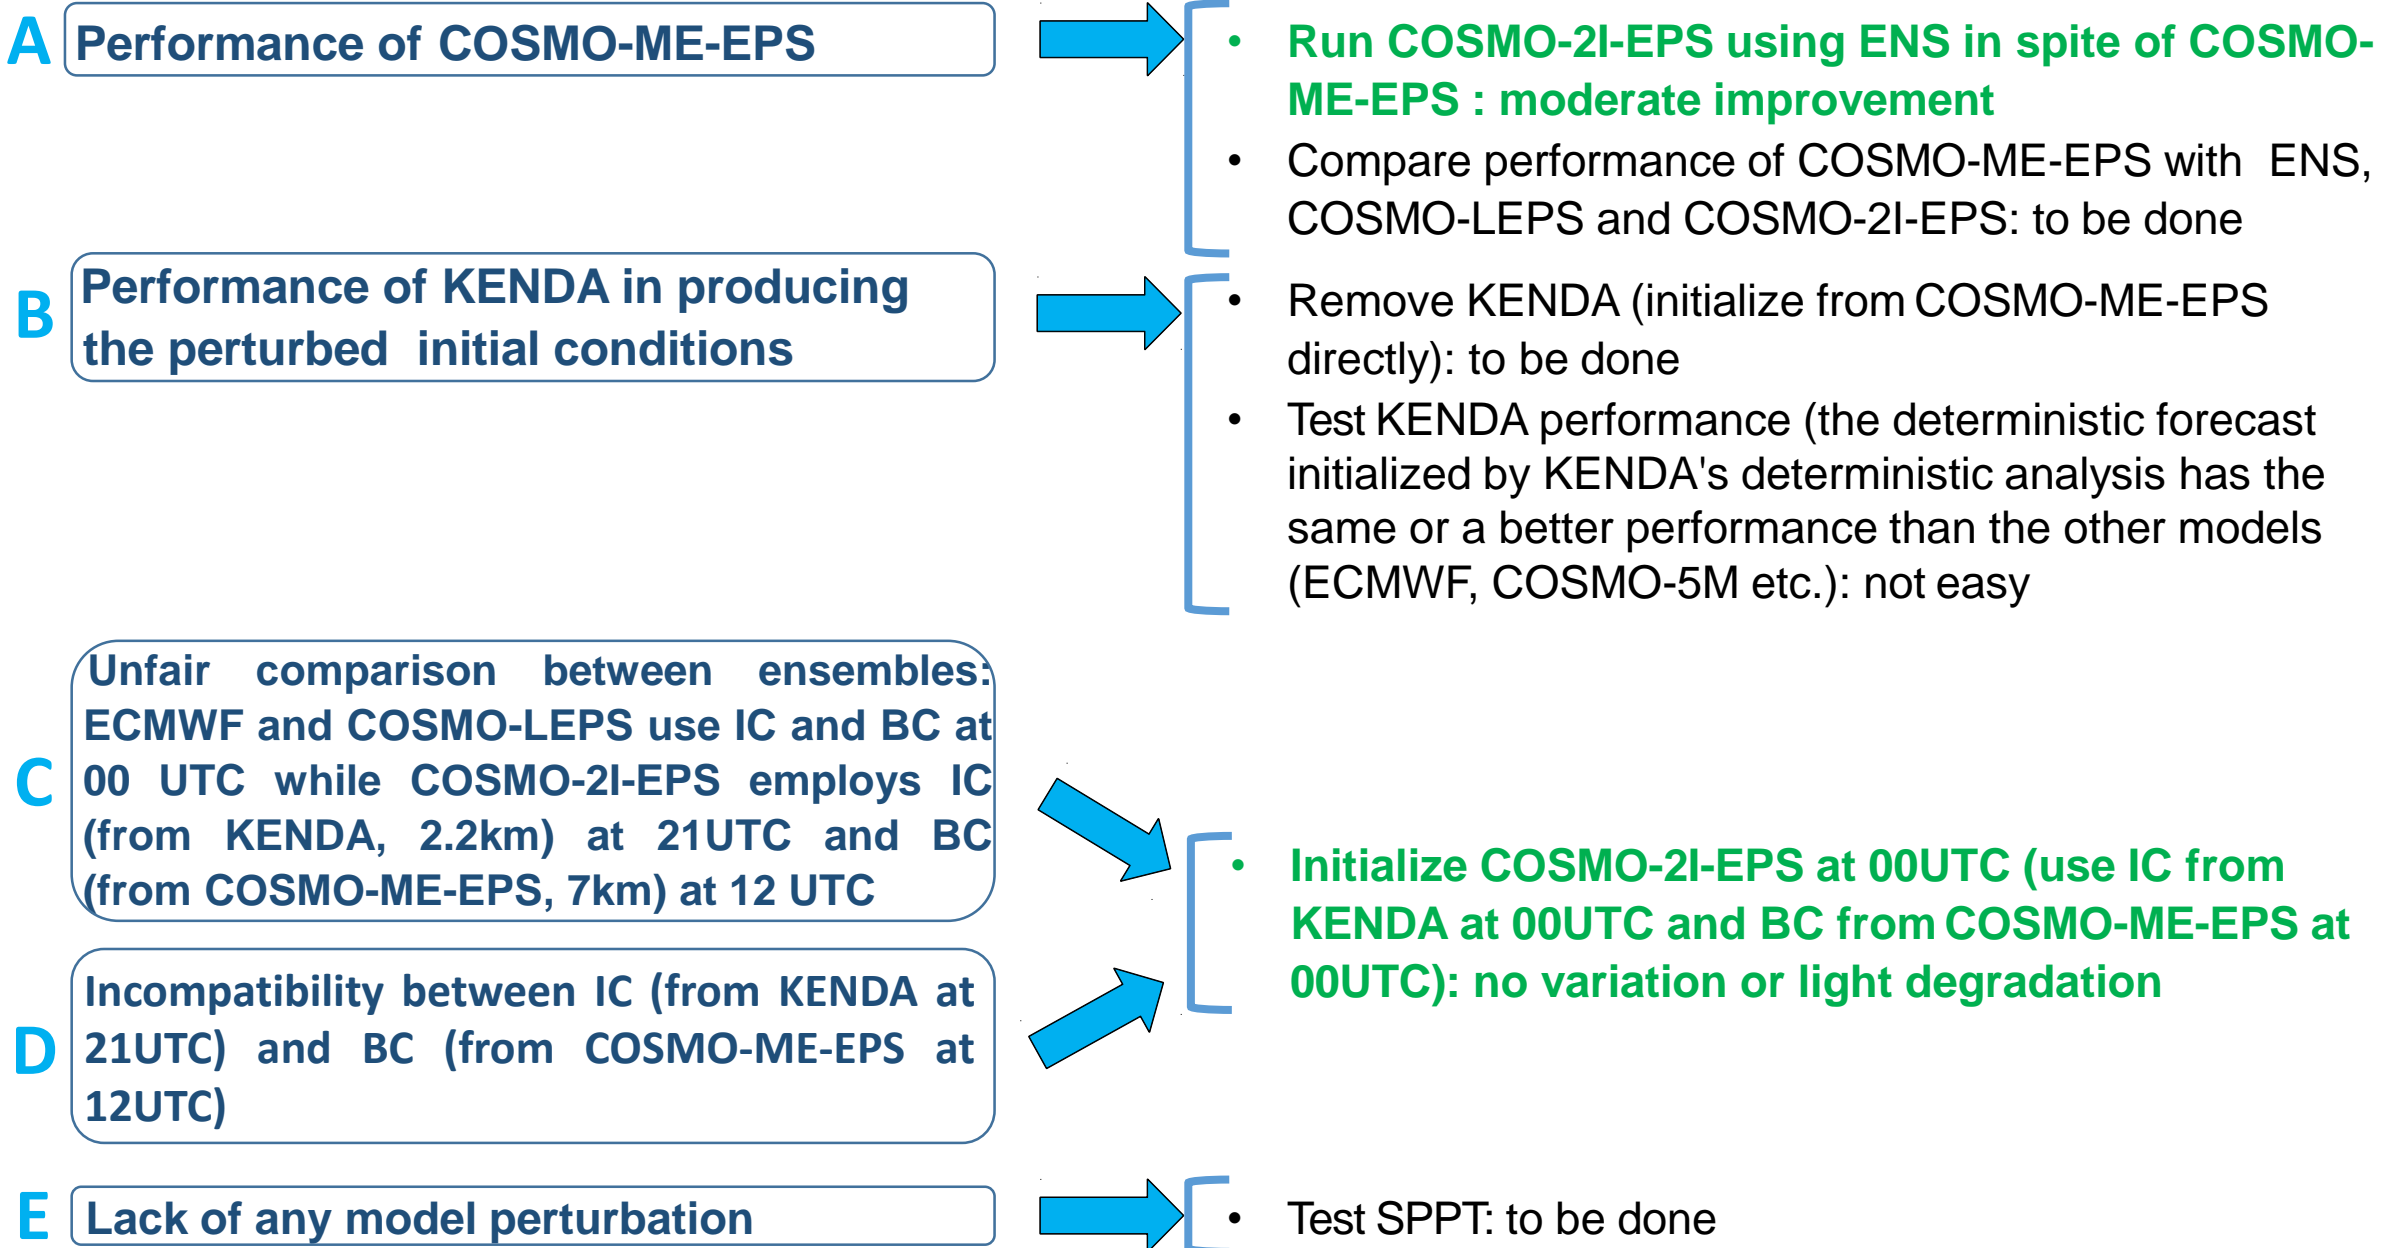 A Performance of COSMO-ME-EPS
• Run COSMO-2I-EPS using ENS in spite of COSMO-
ME-EPS : moderate improvement
• Compare performance of COSMO-ME-EPS with ENS,
COSMO-LEPS and COSMO-2I-EPS: to be done
B Performance of KENDA in producing
the perturbed initial conditions
• Remove KENDA (initialize from COSMO-ME-EPS
directly): to be done
• Test KENDA performance (the deterministic forecast
initialized by KENDA's deterministic analysis has the
same or a better performance than the other models
(ECMWF, COSMO-5M etc.): not easy
C Unfair comparison between ensembles:
ECMWF and COSMO-LEPS use IC and BC at
00 UTC while COSMO-2I-EPS employs IC
(from KENDA, 2.2km) at 21UTC and BC
(from COSMO-ME-EPS, 7km) at 12 UTC
D Incompatibility between IC (from KENDA at
21UTC) and BC (from COSMO-ME-EPS at
12UTC)
• Initialize COSMO-2I-EPS at 00UTC (use IC from
KENDA at 00UTC and BC from COSMO-ME-EPS at
00UTC): no variation or light degradation
E Lack of any model perturbation
• Test SPPT: to be done